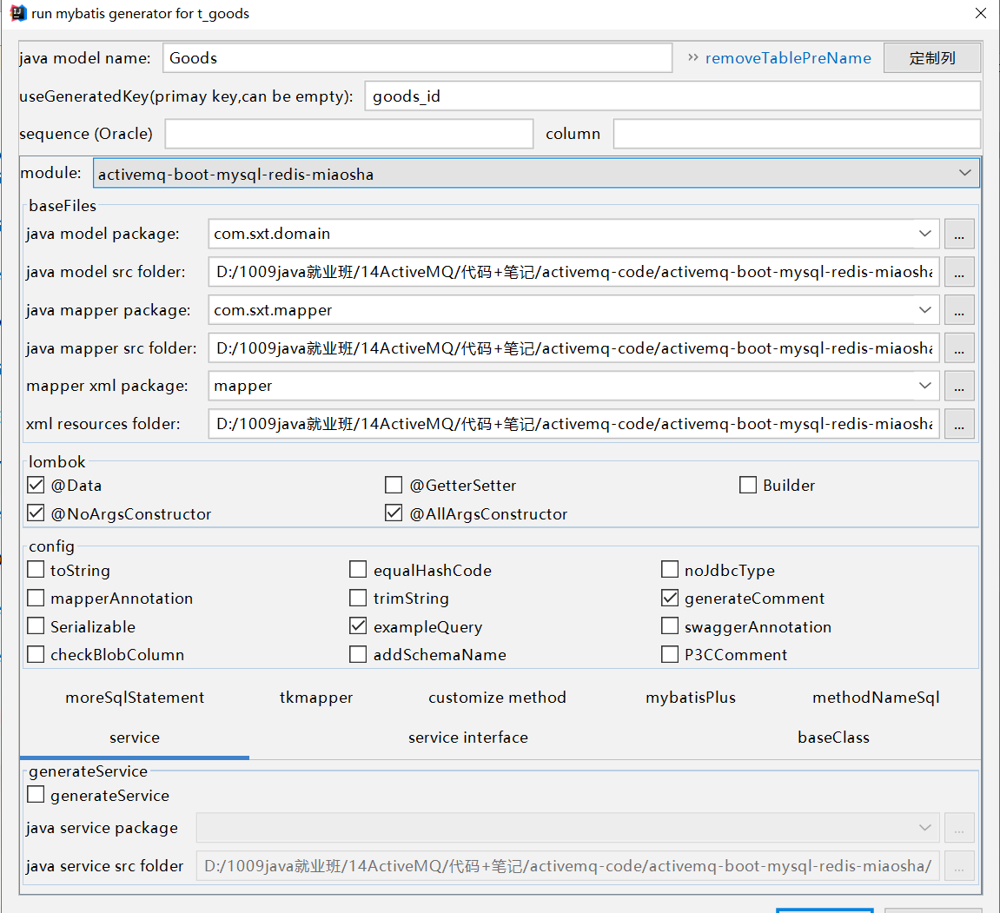 run mybatis generator for t_goods
java model name: Goods >> removeTablePreName 定制列
useGeneratedKey(primay key,can be empty): goods_id
sequence (Oracle) column
module: activemq-boot-mysql-redis-miaosha
baseFiles
java model package: com.sxt.domain ...
java model src folder: D:/1009java就业班/14ActiveMQ/代码+笔记/activemq-code/activemq-boot-mysql-redis-miaosha ...
java mapper package: com.sxt.mapper ...
java mapper src folder: D:/1009java就业班/14ActiveMQ/代码+笔记/activemq-code/activemq-boot-mysql-redis-miaosha ...
mapper xml package: mapper ...
xml resources folder: D:/1009java就业班/14ActiveMQ/代码+笔记/activemq-code/activemq-boot-mysql-redis-miaosha ...
lombok
@Data @GetterSetter Builder
@NoArgsConstructor @AllArgsConstructor
config
toString equalHashCode noJdbcType
mapperAnnotation trimString generateComment
Serializable exampleQuery swaggerAnnotation
checkBlobColumn addSchemaName P3CComment
moreSqlStatement tkmapper customize method mybatisPlus methodNameSql
service service interface baseClass
generateService
generateService
java service package ...
java service src folder D:/1009java就业班/14ActiveMQ/代码+笔记/activemq-code/activemq-boot-mysql-redis-miaosha/ ...